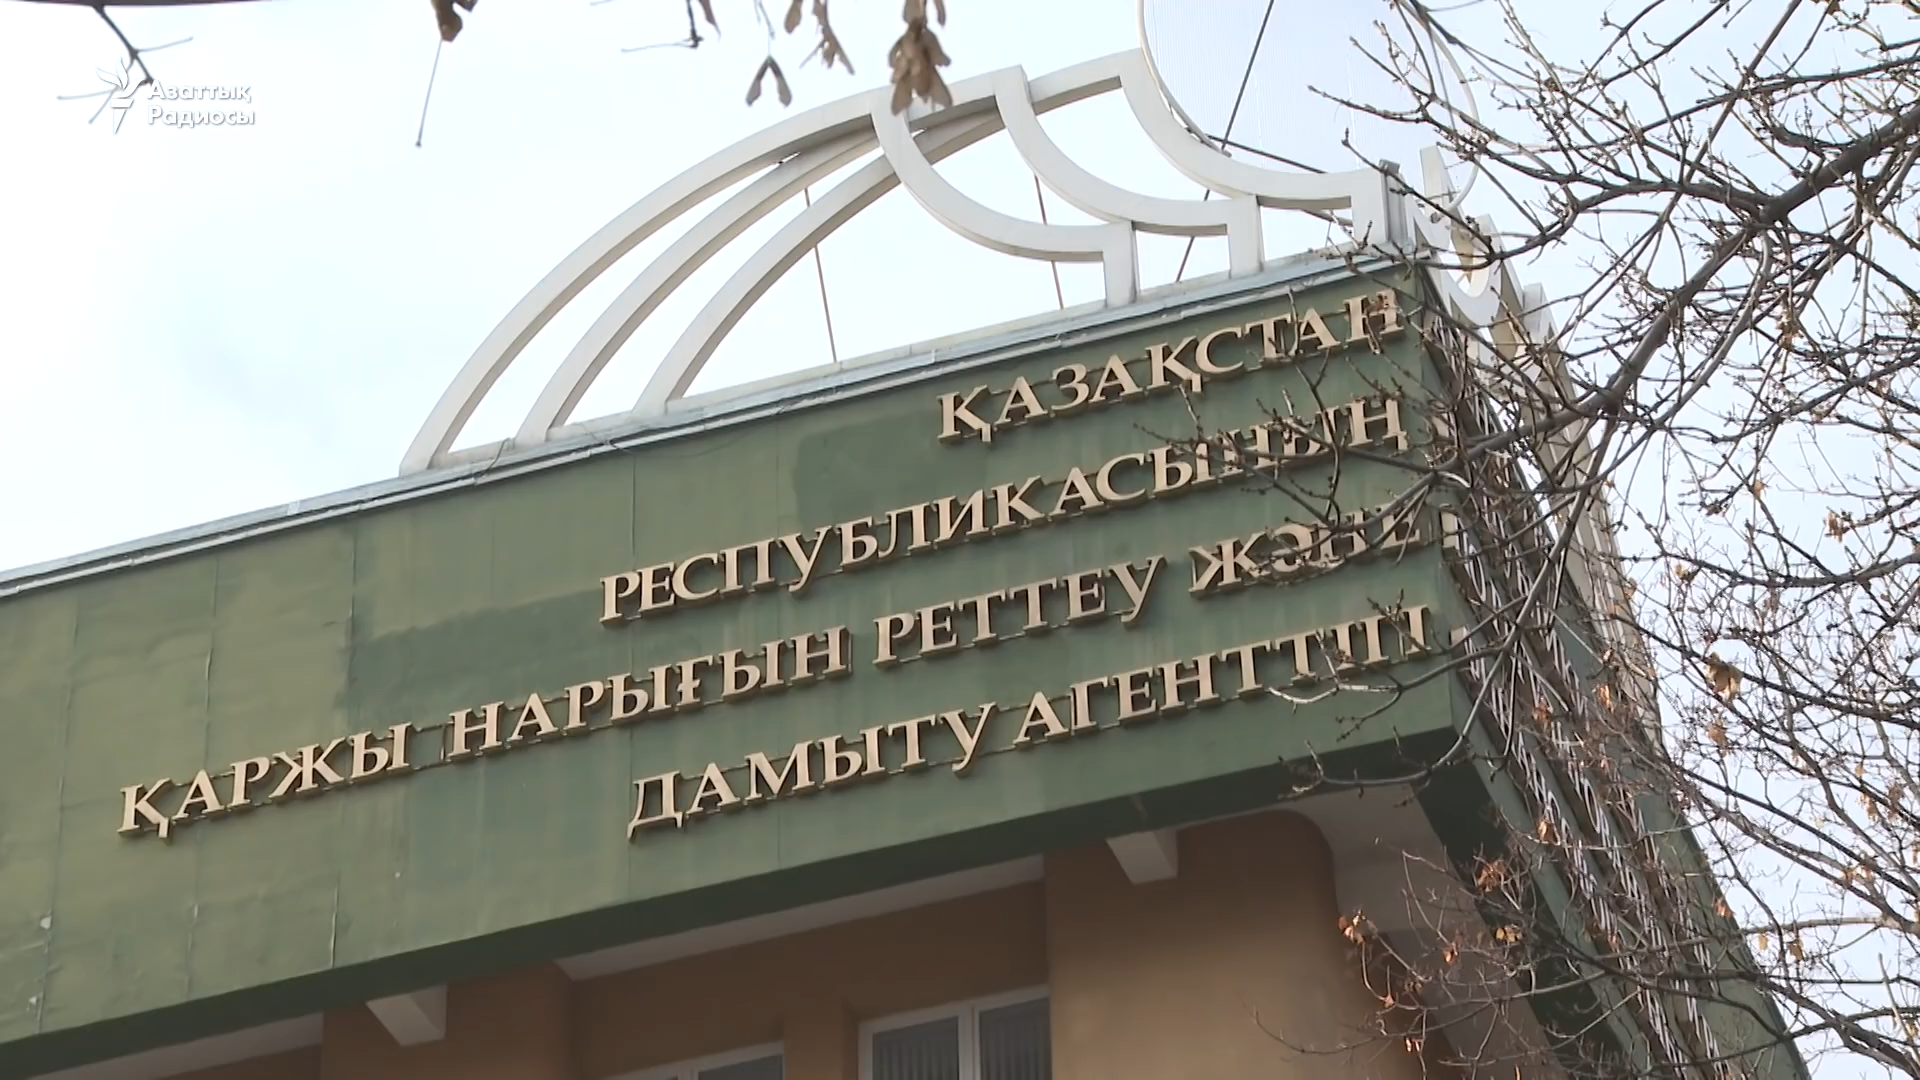 Азаттық
Радиосы
ҚАЗАҚСТАН
РЕСПУБЛИКАСЫНЫҢ
ҚАРЖЫ НАРЫҒЫН РЕТТЕУ ЖӘНЕ
ДАМЫТУ АГЕНТТІГІ